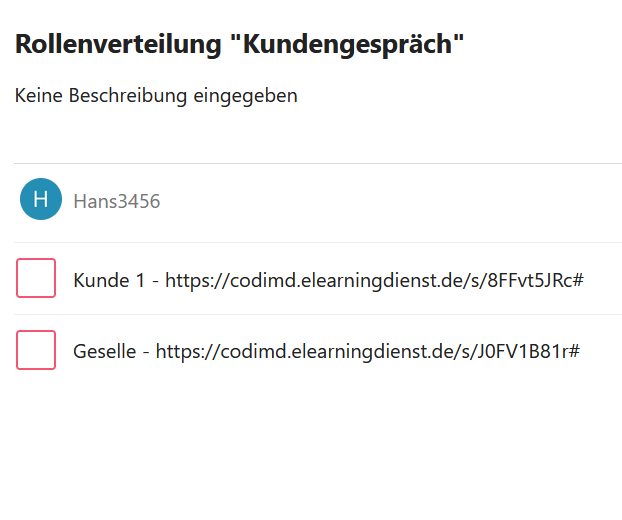 Rollenverteilung "Kundengespräch"
Keine Beschreibung eingegeben
H Hans3456
Kunde 1 - https://codimd.elearningdienst.de/s/8FFvt5JRc#
Geselle - https://codimd.elearningdienst.de/s/J0FV1B81r#